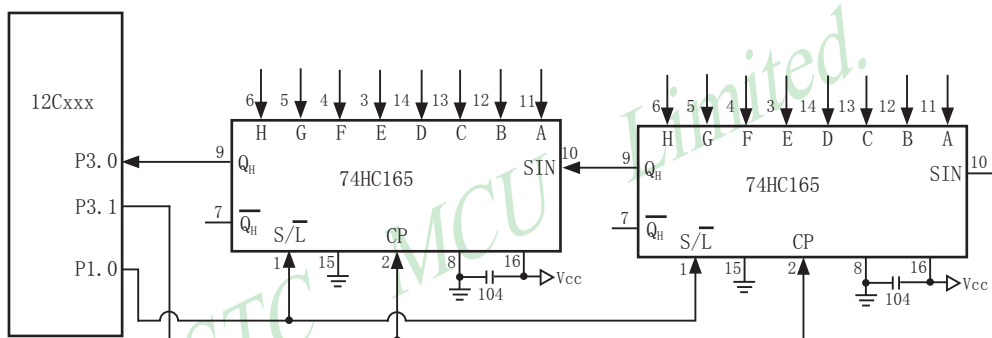 12Cxxx
P3.0
P3.1
P1.0
6 5 4 3 14 13 12 11
H G F E D C B A
9 QH SIN 10
74HC165
7 Q̅H̅
S/L̅ CP
1 15 2 8 16
104 Vcc
6 5 4 3 14 13 12 11
H G F E D C B A
9 QH SIN 10
74HC165
7 Q̅H̅
S/L̅ CP
1 15 2 8 16
104 Vcc
STC MCU Limited.